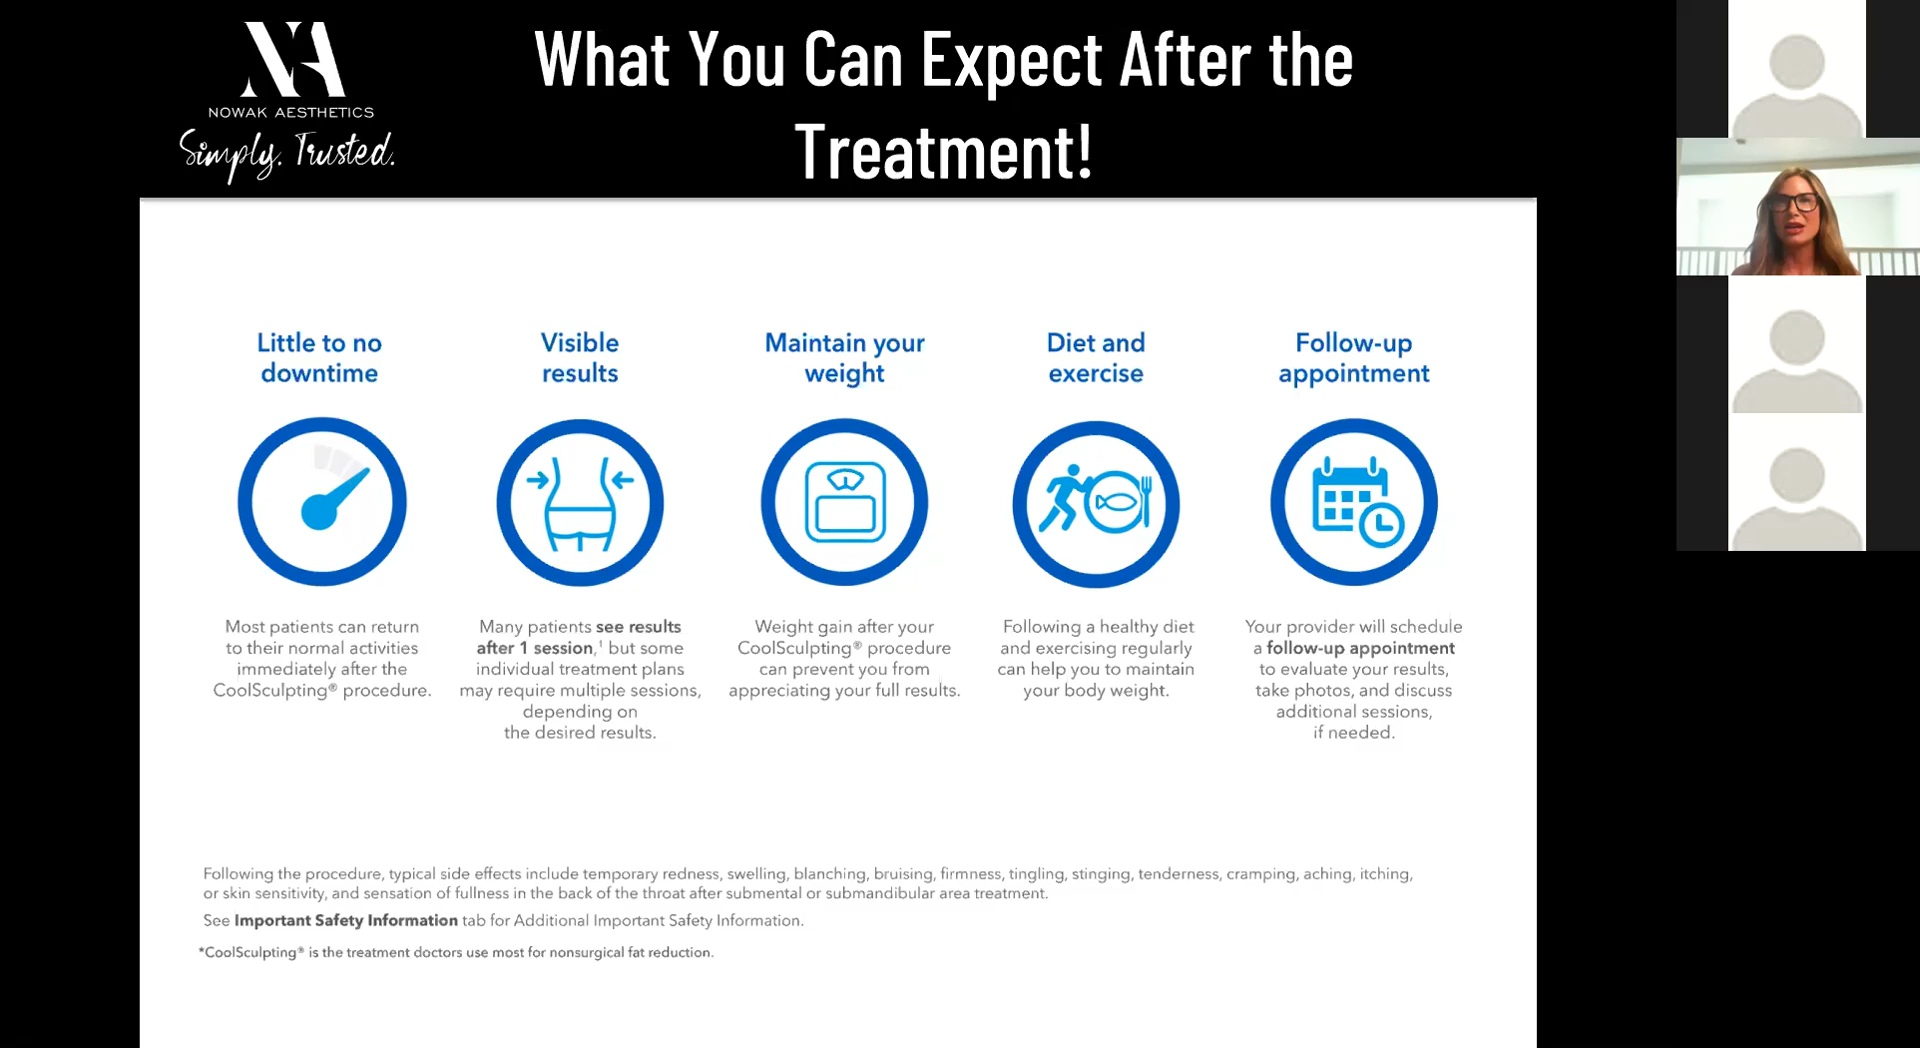 NA
NOWAK AESTHETICS
Simply. Trusted.
What You Can Expect After the
Treatment!
Little to no
downtime
Most patients can return
to their normal activities
immediately after the
CoolSculpting® procedure.
Visible
results
Many patients see results
after 1 session,¹ but some
individual treatment plans
may require multiple sessions,
depending on
the desired results.
Maintain your
weight
Weight gain after your
CoolSculpting® procedure
can prevent you from
appreciating your full results.
Diet and
exercise
Following a healthy diet
and exercising regularly
can help you to maintain
your body weight.
Follow-up
appointment
Your provider will schedule
a follow-up appointment
to evaluate your results,
take photos, and discuss
additional sessions,
if needed.
Following the procedure, typical side effects include temporary redness, swelling, blanching, bruising, firmness, tingling, stinging, tenderness, cramping, aching, itching,
or skin sensitivity, and sensation of fullness in the back of the throat after submental or submandibular area treatment.
See Important Safety Information tab for Additional Important Safety Information.
*CoolSculpting® is the treatment doctors use most for nonsurgical fat reduction.